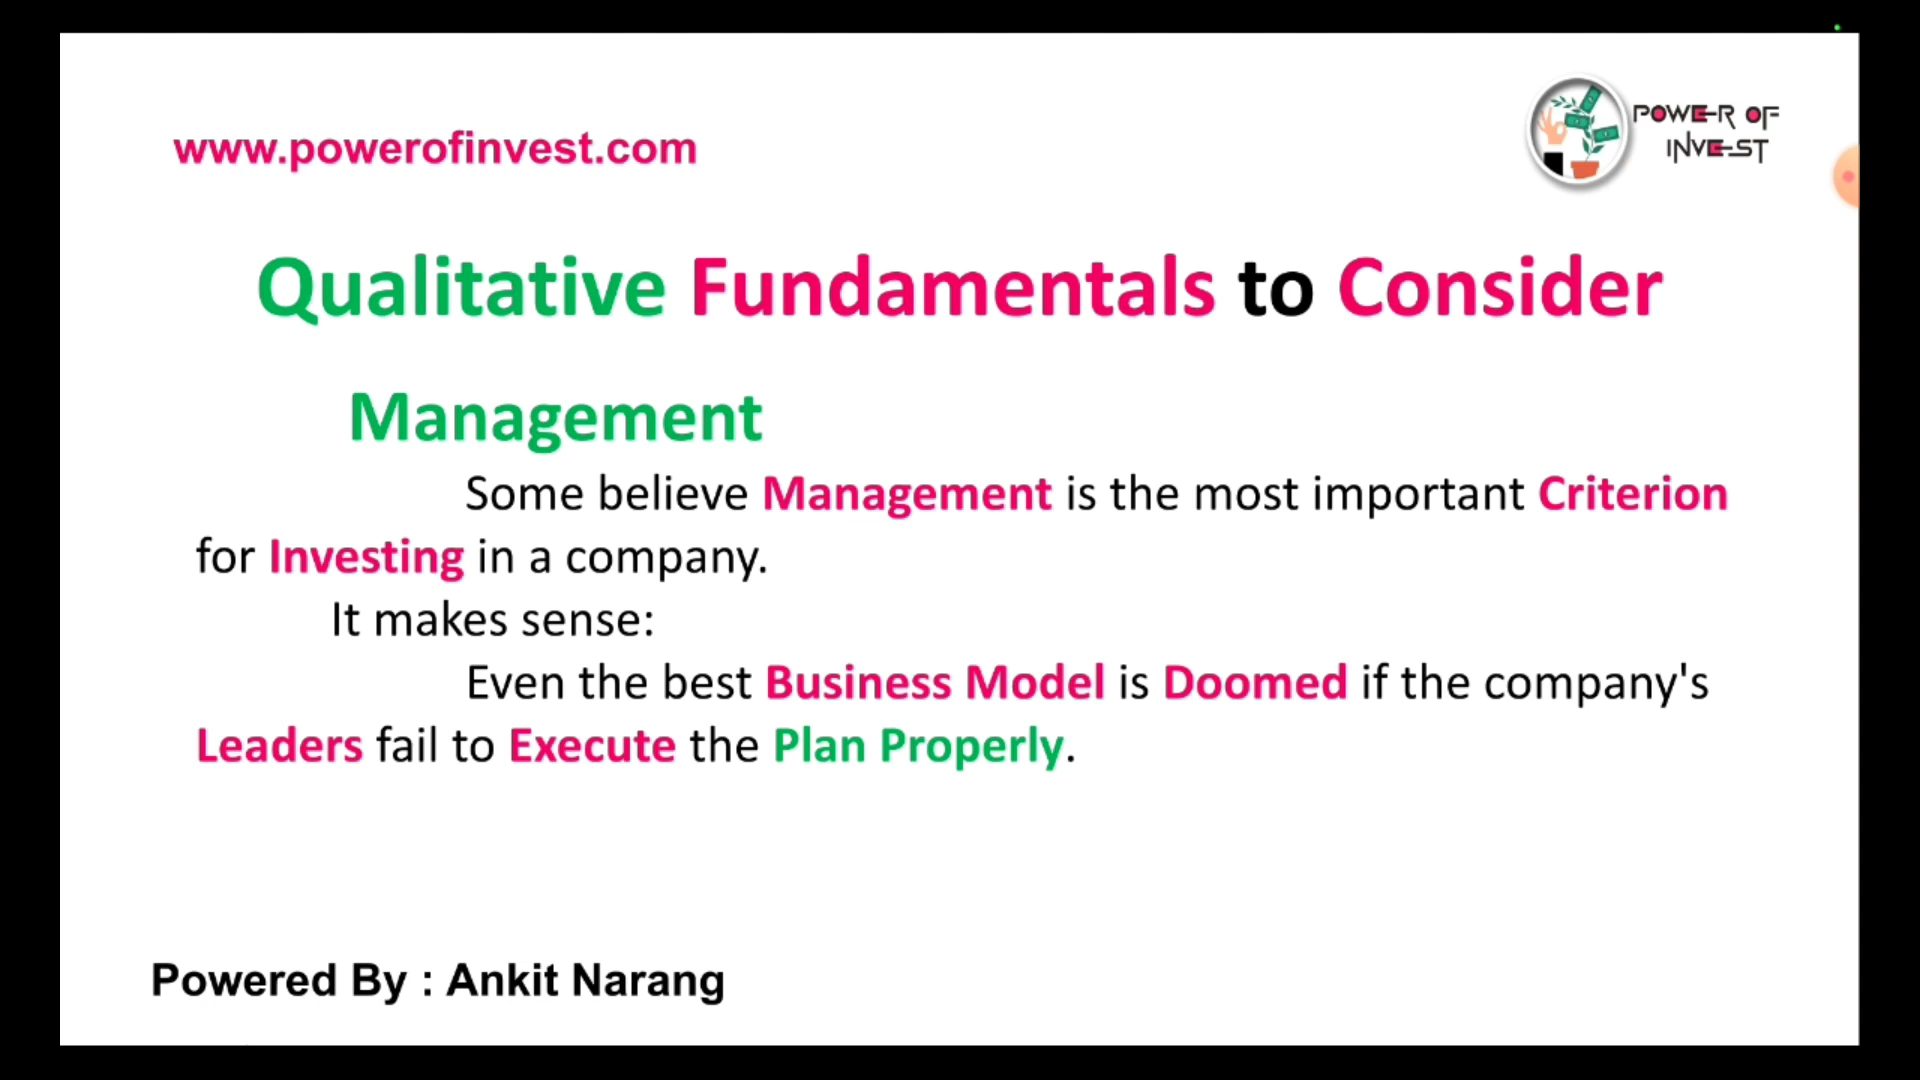 www.powerofinvest.com
POWER OF
INVEST
Qualitative Fundamentals to Consider
Management
Some believe Management is the most important Criterion
for Investing in a company.
It makes sense:
Even the best Business Model is Doomed if the company's
Leaders fail to Execute the Plan Properly.
Powered By : Ankit Narang